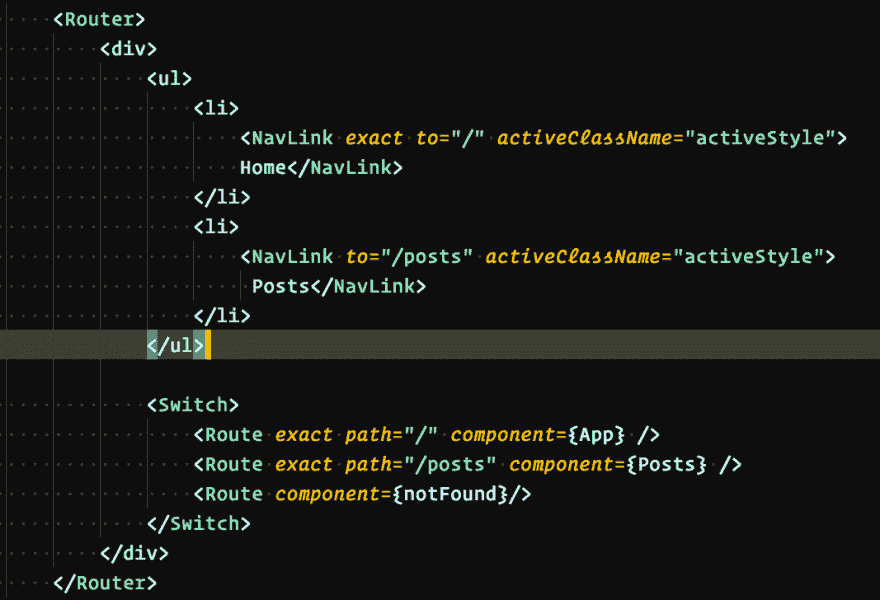 <Router>
<div>
<ul>
<li>
<NavLink exact to="/" activeClassName="activeStyle">
Home</NavLink>
</li>
<li>
<NavLink to="/posts" activeClassName="activeStyle">
Posts</NavLink>
</li>
</ul>
<Switch>
<Route exact path="/" component={App} />
<Route exact path="/posts" component={Posts} />
<Route component={notFound}/>
</Switch>
</div>
</Router>